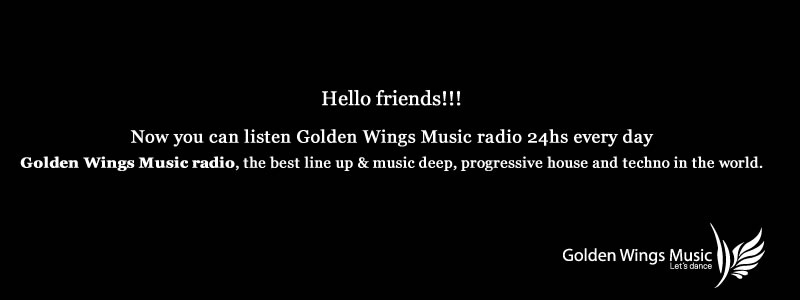 Hello friends!!!
Now you can listen Golden Wings Music radio 24hs every day
Golden Wings Music radio, the best line up & music deep, progressive house and techno in the world.
Golden Wings Music
Let's dance